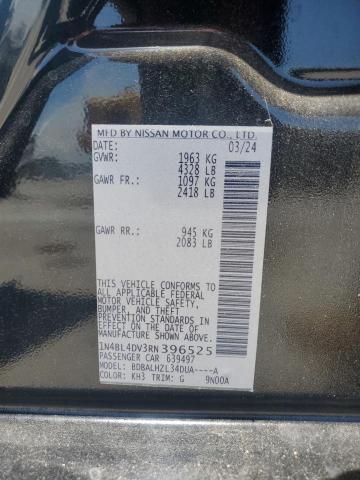 MFD BY NISSAN MOTOR CO., LTD.
DATE: 03/24
GVWR: 1963 KG
4328 LB
GAWR FR.: 1097 KG
2418 LB
GAWR RR.: 945 KG
2083 LB
THIS VEHICLE CONFORMS TO
ALL APPLICABLE FEDERAL
MOTOR VEHICLE SAFETY,
BUMPER, AND THEFT
PREVENTION STANDARDS
IN EFFECT ON THE DATE OF
MANUFACTURE SHOWN ABOVE.
1N4BL4DV3RN396525
PASSENGER CAR 639497
MODEL: BDBALHZL34DUA----A
COLOR: KH3 TRIM: G 9N00A